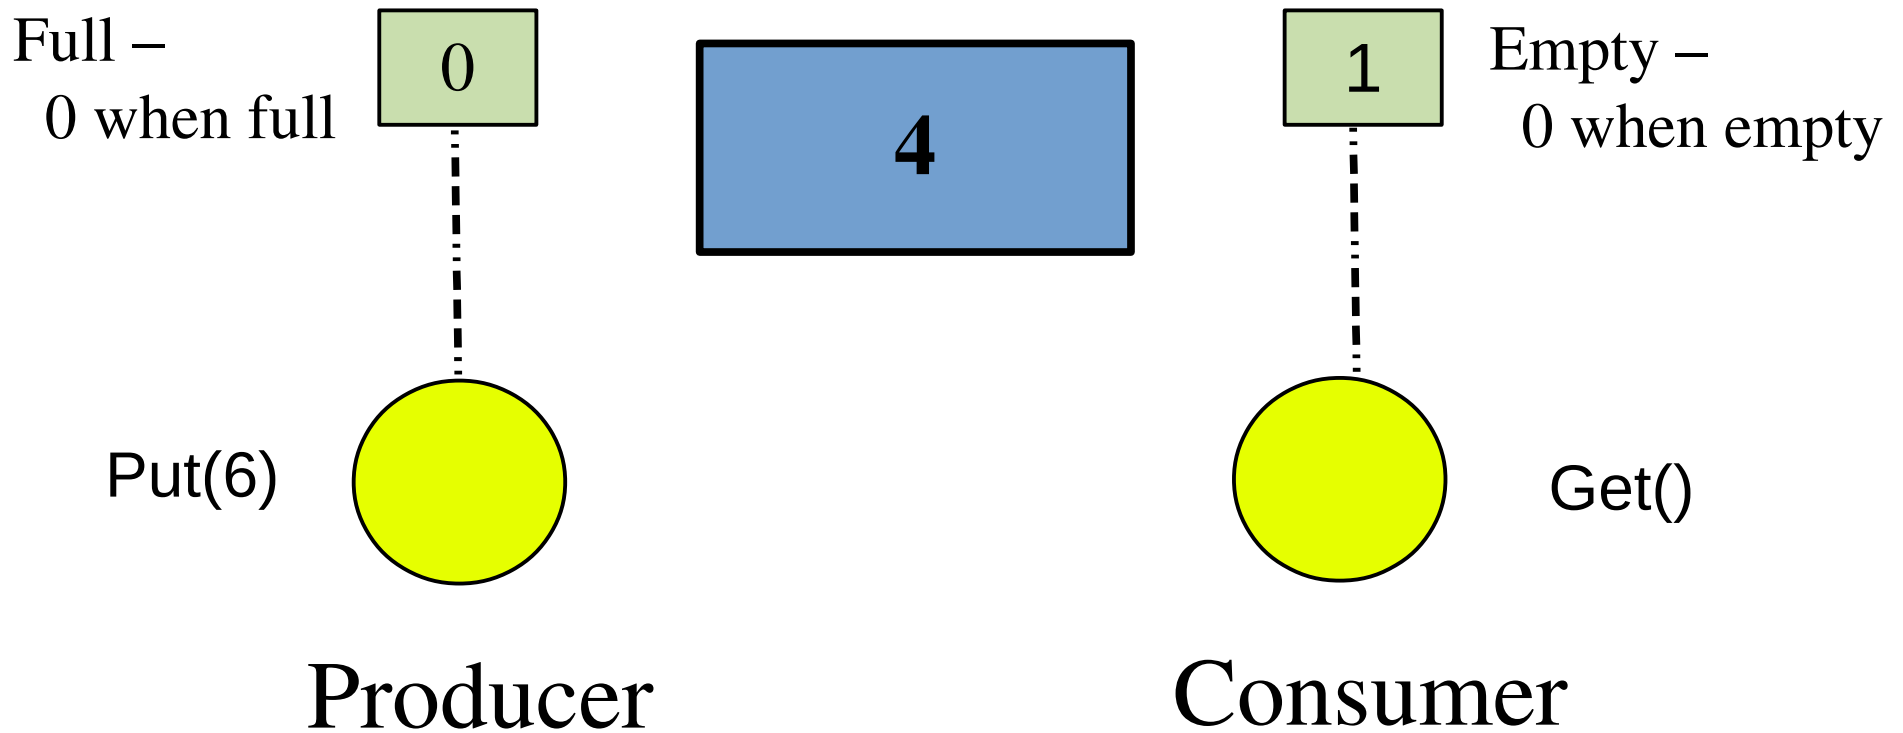 Full –
0 when full
0
4
1
Empty –
0 when empty
Put(6)
Get()
Producer
Consumer